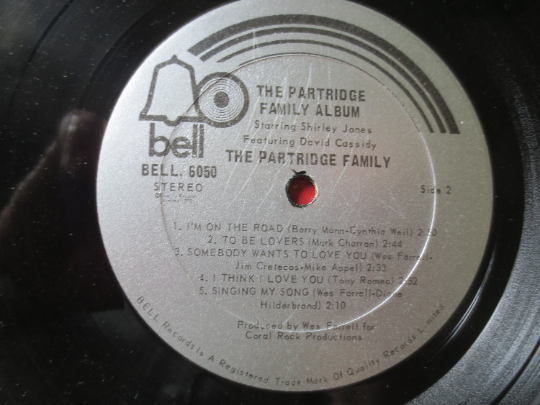 THE PARTRIDGE
FAMILY ALBUM
Starring Shirley Jones
Featuring David Cassidy
THE PARTRIDGE FAMILY
bell
BELL. 6050
STEREO
Side 2
1. I'M ON THE ROAD (Barry Mann-Cynthia Weil)
2. TO BE LOVERS (Mark Charron) 2:44
3. SOMEBODY WANTS TO LOVE YOU (Wes Farrell-
Jim Cretecos-Mike Appel) 2:33
4. I THINK I LOVE YOU (Tony Romeo) 2:52
5. SINGING MY SONG (Wes Farrell-Diane
Hilderbrand) 2:10
Produced by Wes Farrell for
Coral Rock Productions
BELL Records is A Registered Trade Mark Of Quality Records Limited